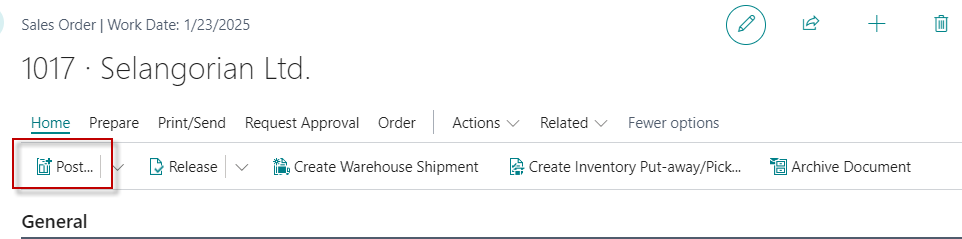 Sales Order | Work Date: 1/23/2025
1017 · Selangorian Ltd.
Home Prepare Print/Send Request Approval Order Actions Related Fewer options
Post... Release Create Warehouse Shipment Create Inventory Put-away/Pick... Archive Document
General